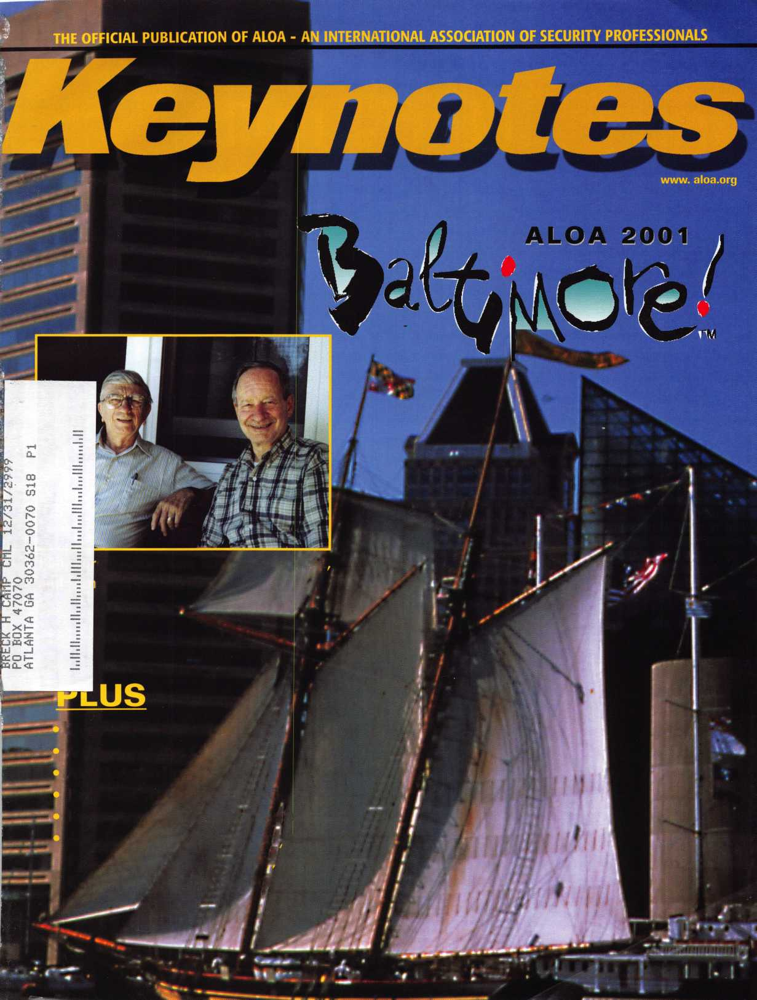 THE OFFICIAL PUBLICATION OF ALOA - AN INTERNATIONAL ASSOCIATION OF SECURITY PROFESSIONALS
Keynotes
www. aloa.org
ALOA 2001
Baltimore!
TM
BRECK H CAMP CML 12/31/2999
PO BOX 47070
ATLANTA GA 30362-0070 S18 P1
PLUS